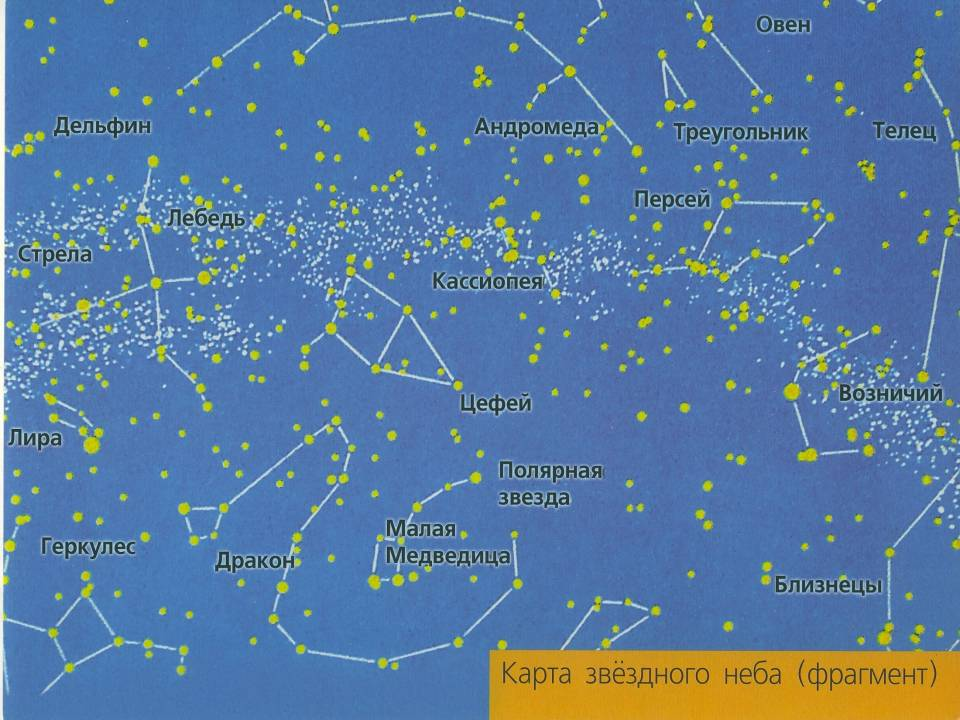 Овен
Дельфин
Андромеда
Треугольник
Телец
Персей
Лебедь
Стрела
Кассиопея
Возничий
Цефей
Лира
Полярная
звезда
Малая
Медведица
Геркулес
Дракон
Близнецы
Карта звёздного неба (фрагмент)